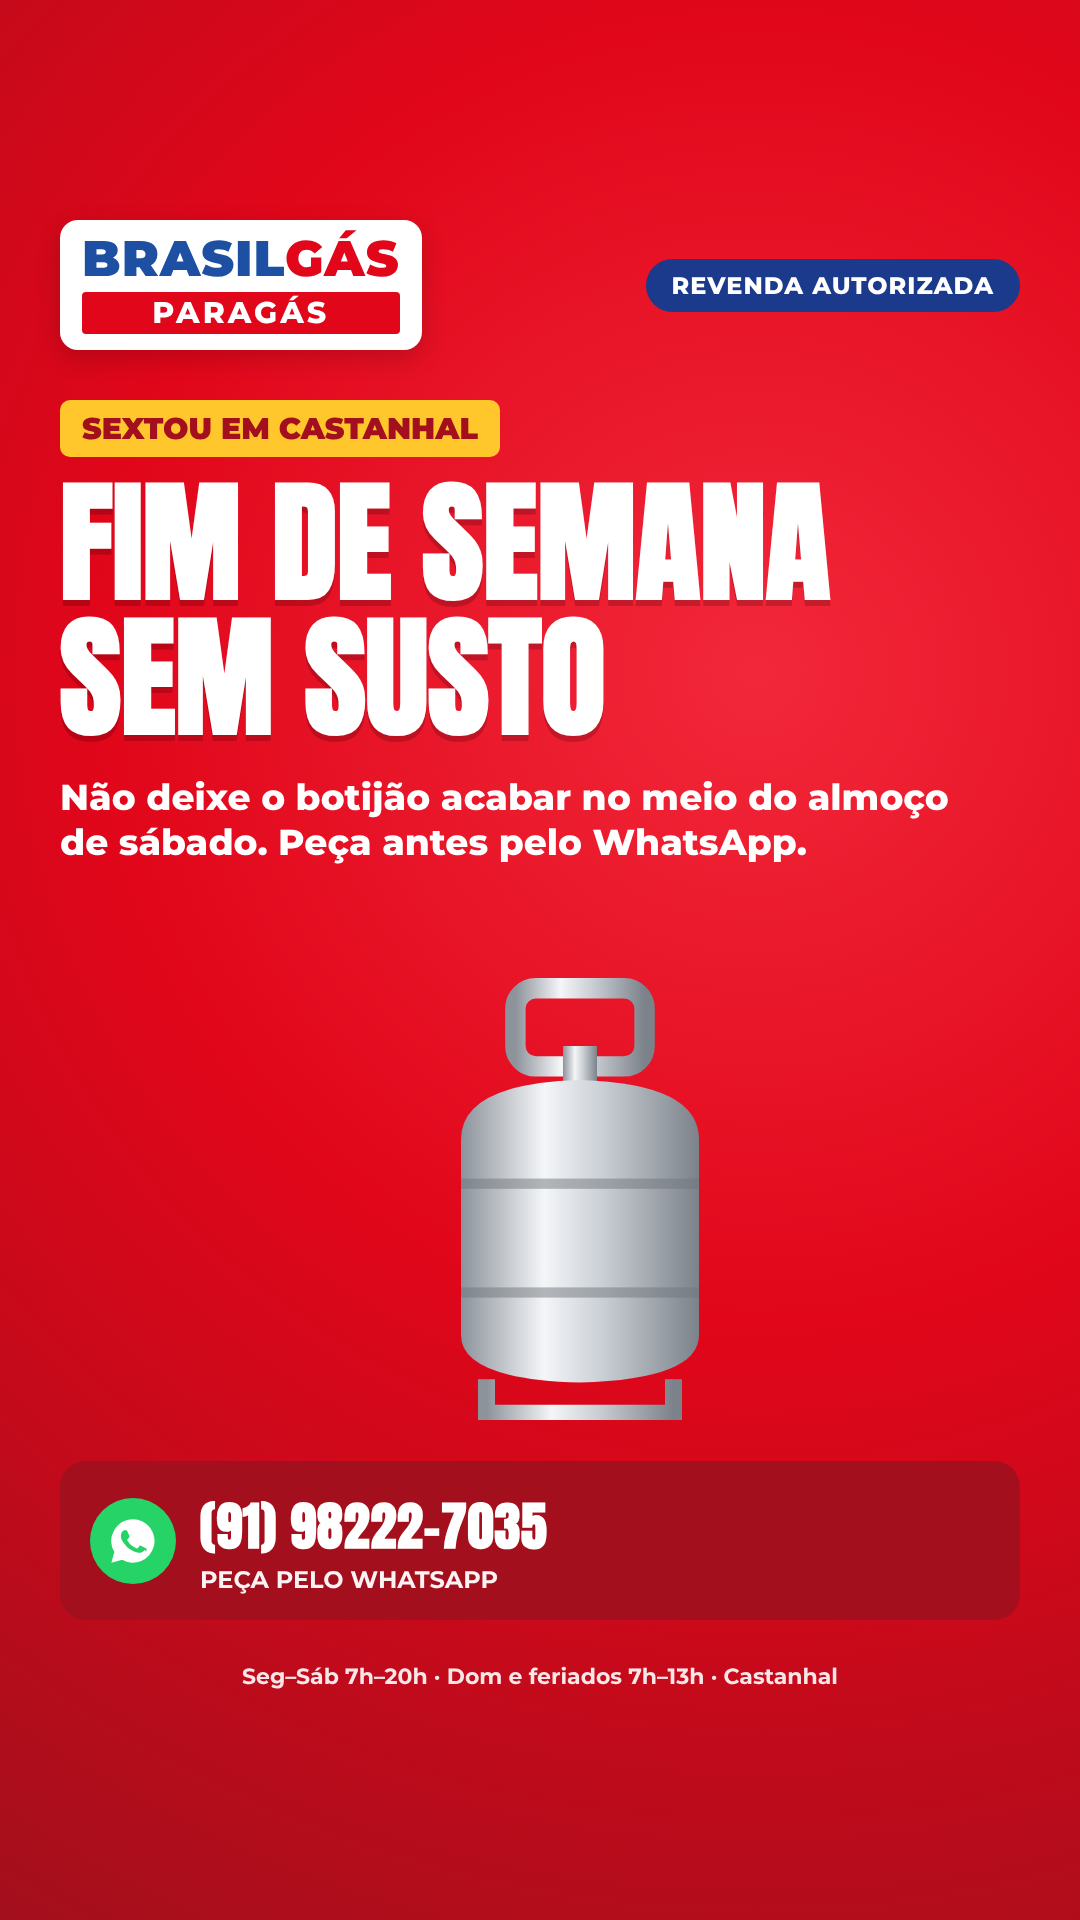 BRASILGÁS
PARAGÁS
REVENDA AUTORIZADA
SEXTOU EM CASTANHAL
FIM DE SEMANA
SEM SUSTO
Não deixe o botijão acabar no meio do almoço
de sábado. Peça antes pelo WhatsApp.
(91) 98222-7035
PEÇA PELO WHATSAPP
Seg–Sáb 7h–20h · Dom e feriados 7h–13h · Castanhal